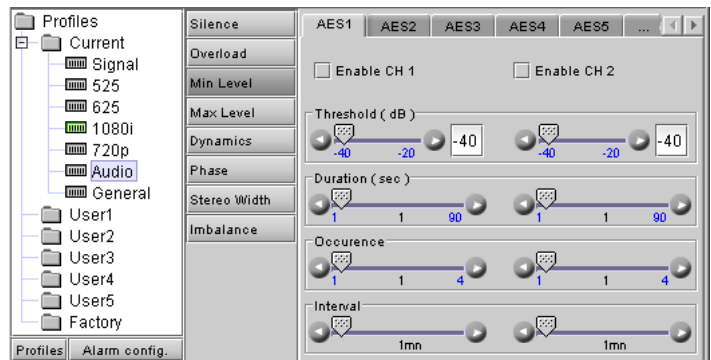 Profiles
Current
Signal
525
625
1080i
720p
Audio
General
User1
User2
User3
User4
User5
Factory
Profiles Alarm config.
Silence
Overload
Min Level
Max Level
Dynamics
Phase
Stereo Width
Imbalance
AES1 AES2 AES3 AES4 AES5 ...
Enable CH 1 Enable CH 2
Threshold ( dB )
-40 -20 -40 -40 -20 -40
Duration ( sec )
1 1 90 1 1 90
Occurence
1 1 4 1 1 4
Interval
1mn 1mn